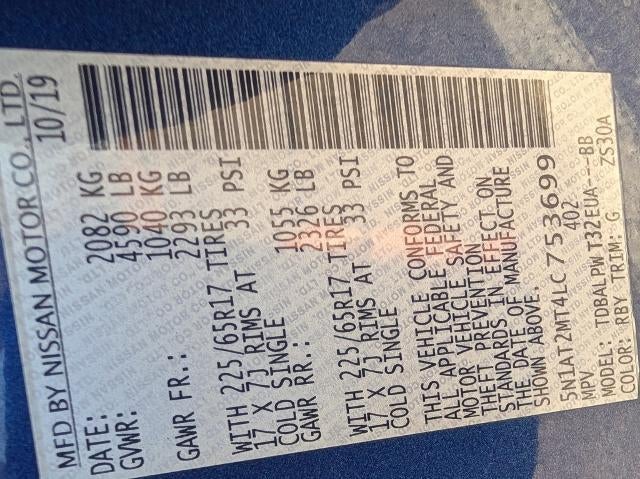 MFD BY NISSAN MOTOR CO., LTD.
DATE: 10/19
GVWR: 2082 KG
4590 LB
GAWR FR.: 1040 KG
2293 LB
WITH 225/65R17 TIRES
17 X 7J RIMS AT 33 PSI
COLD SINGLE
GAWR RR.: 1055 KG
2326 LB
WITH 225/65R17 TIRES
17 X 7J RIMS AT 33 PSI
COLD SINGLE
THIS VEHICLE CONFORMS TO
ALL APPLICABLE FEDERAL
MOTOR VEHICLE SAFETY AND
THEFT PREVENTION
STANDARDS IN EFFECT ON
THE DATE OF MANUFACTURE
SHOWN ABOVE.
5N1AT2MT4LC753699
MPV 402
MODEL: TDBALPWT32EUA---BB
COLOR: RBY TRIM: G ZS30A